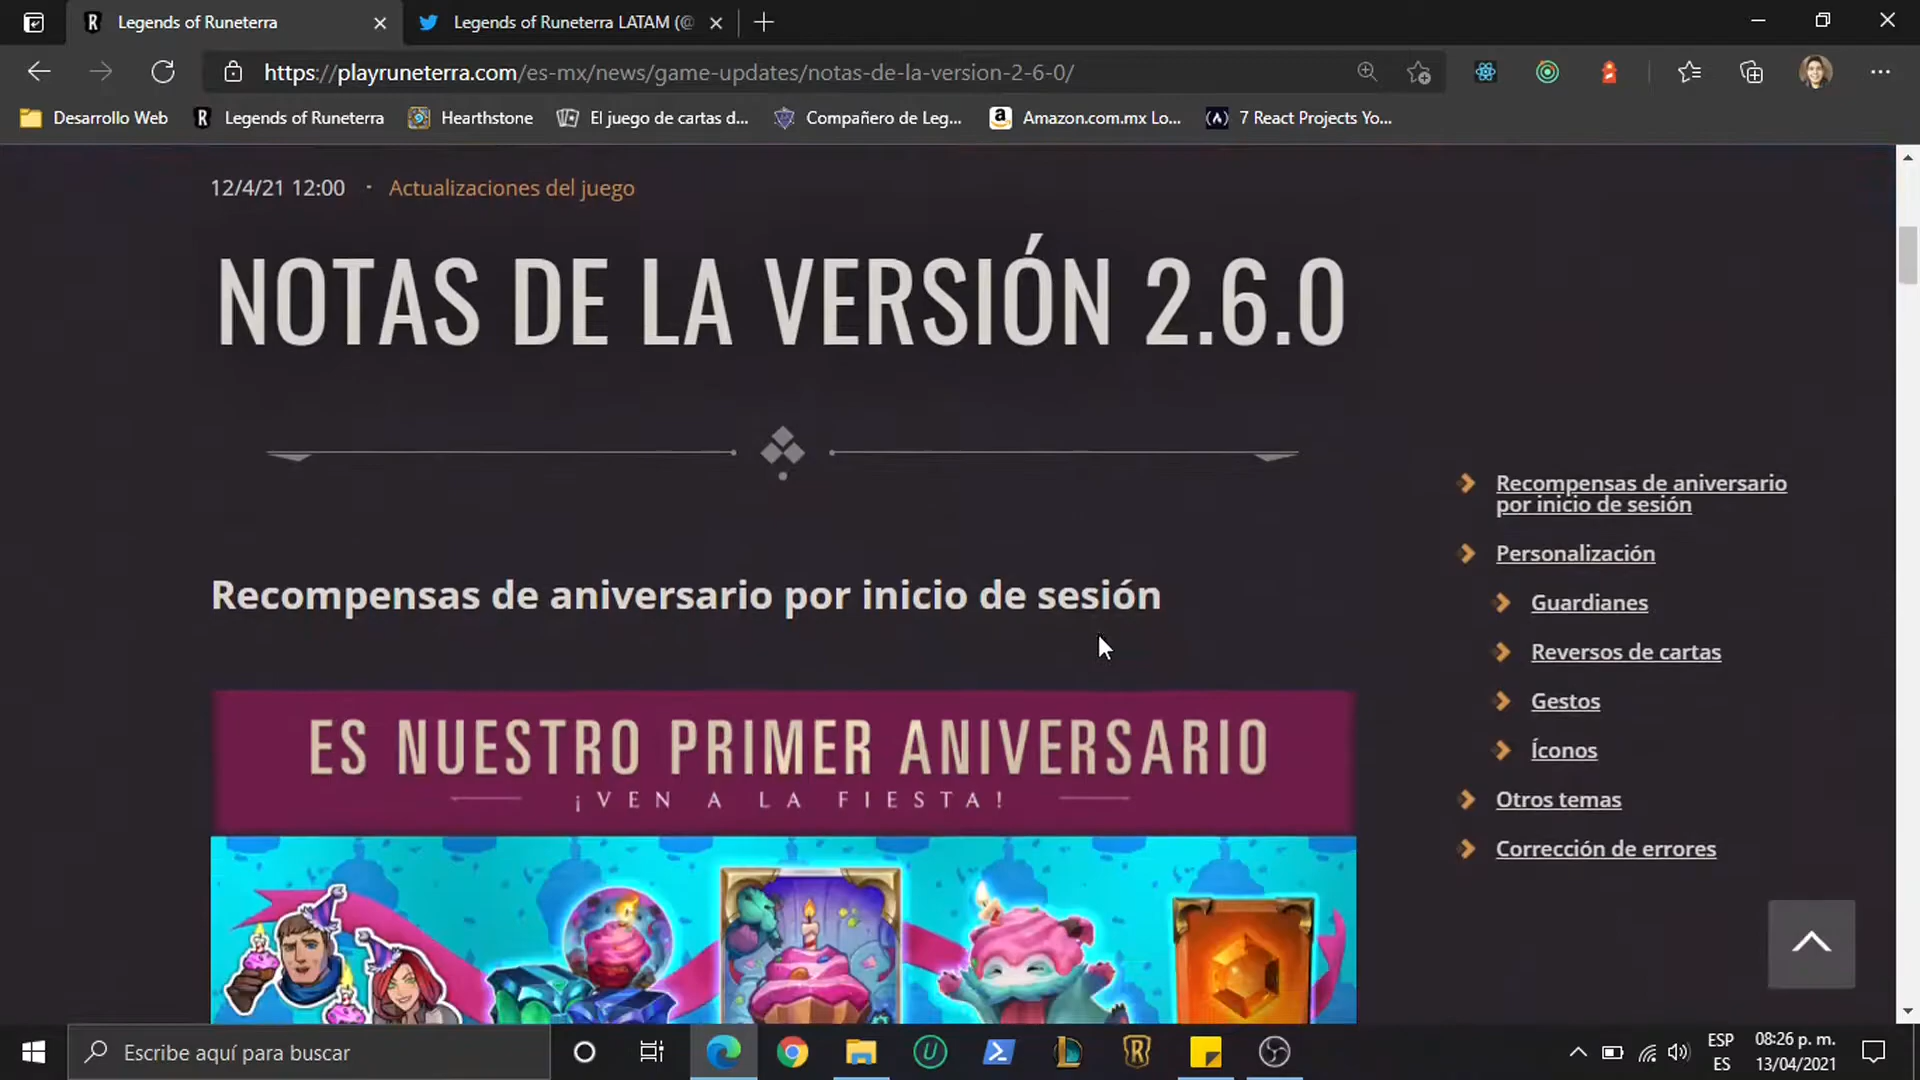 Legends of Runeterra
Legends of Runeterra LATAM (@
https://playruneterra.com/es-mx/news/game-updates/notas-de-la-version-2-6-0/
Desarrollo Web
Legends of Runeterra
Hearthstone
El juego de cartas d...
Compañero de Leg...
Amazon.com.mx Lo...
7 React Projects Yo...
12/4/21 12:00 · Actualizaciones del juego
NOTAS DE LA VERSIÓN 2.6.0
Recompensas de aniversario por inicio de sesión
ES NUESTRO PRIMER ANIVERSARIO
¡VEN A LA FIESTA!
Recompensas de aniversario
por inicio de sesión
Personalización
Guardianes
Reversos de cartas
Gestos
Íconos
Otros temas
Corrección de errores
Escribe aquí para buscar
ESP
ES
08:26 p. m.
13/04/2021